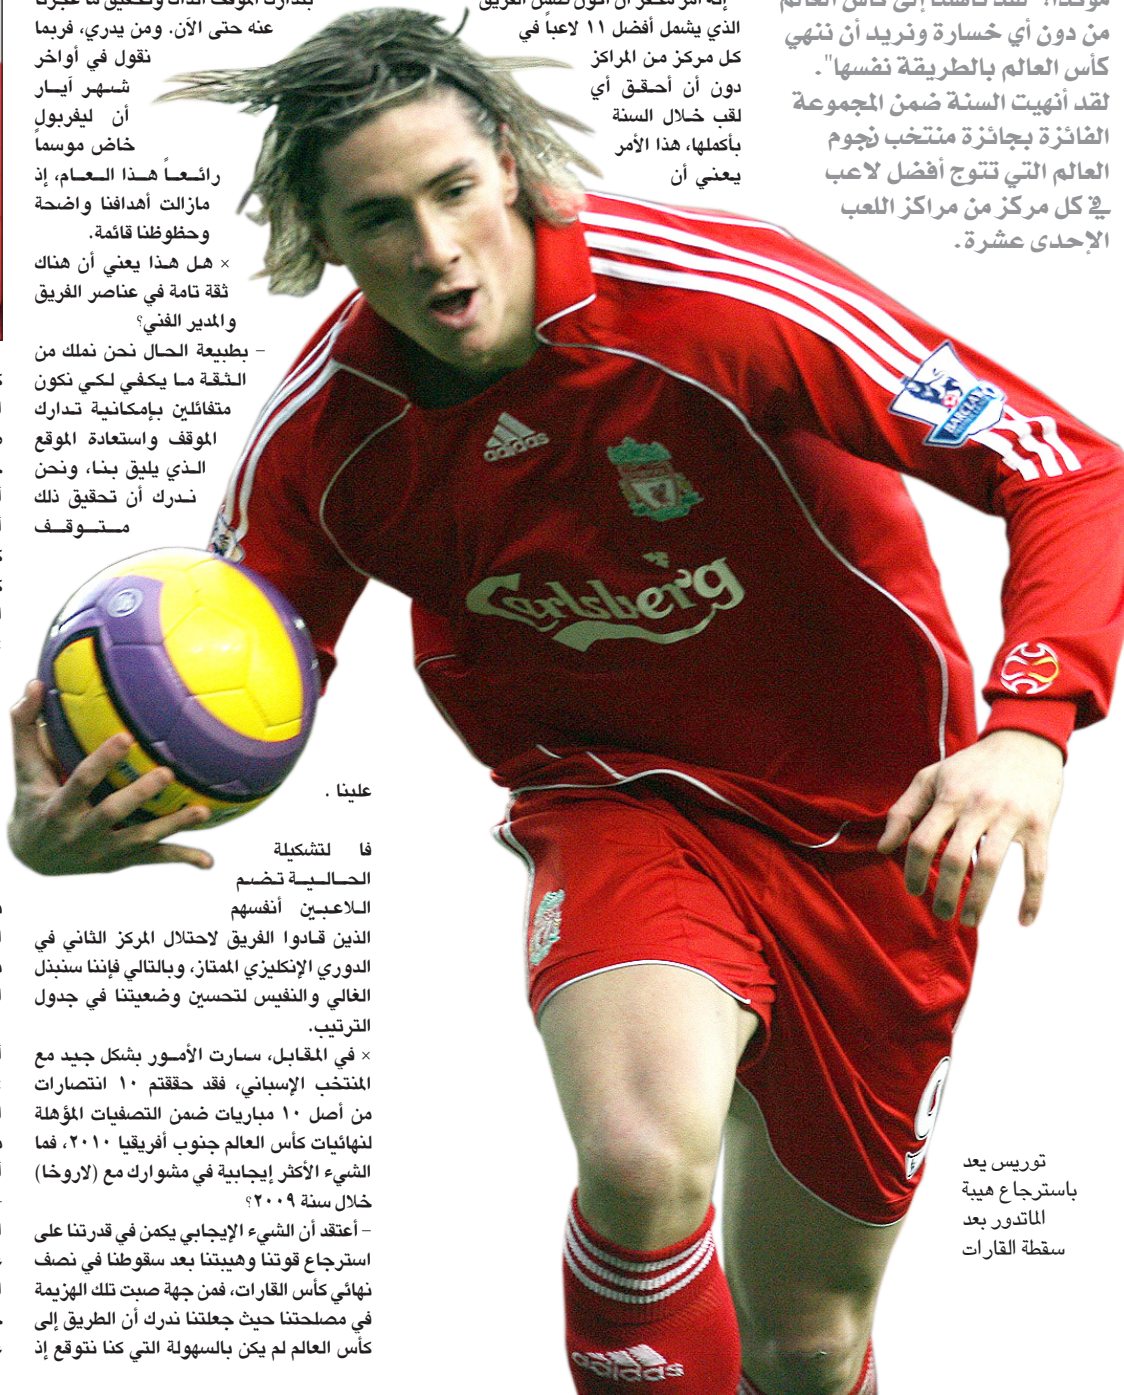 من دون أي خسارة ونريد أن ننهي
كأس العالم بالطريقة نفسها".
لقد أنهيت السنة ضمن المجموعة
الفائزة بجائزة منتخب نجوم
العالم التي تتوج أفضل لاعب
في كل مركز من مراكز اللعب
الإحدى عشرة.
الذي يشمل أفضل ١١ لاعباً في
كل مركز من المراكز
دون أن أحقق أي
لقب خلال السنة
بأكملها، هذا الأمر
يعني أن
عنه حتى الآن. ومن يدري، فربما
نقول في أواخر
شهر آيار
أن ليفربول
خاض موسماً
رائعاً هذا العام، إذ
مازالت أهدافنا واضحة
وحظوظنا قائمة.
× هل هذا يعني أن هناك
ثقة تامة في عناصر الفريق
والمدير الفني؟
– بطبيعة الحال نحن نملك من
الثقة ما يكفي لكي نكون
متفائلين بإمكانية تدارك
الموقف واستعادة الموقع
الذي يليق بنا، ونحن
ندرك أن تحقيق ذلك
متوقف
علينا .
فا لتشكيلة
الحالية تضم
اللاعبين أنفسهم
الذين قادوا الفريق لاحتلال المركز الثاني في
الدوري الإنكليزي الممتاز، وبالتالي فإننا سنبذل
الغالي والنفيس لتحسين وضعيتنا في جدول
الترتيب.
× في المقابل، سارت الأمور بشكل جيد مع
المنتخب الإسباني، فقد حققتم ١٠ انتصارات
من أصل ١٠ مباريات ضمن التصفيات المؤهلة
لنهائيات كأس العالم جنوب أفريقيا ٢٠١٠، فما
الشيء الأكثر إيجابية في مشوارك مع (لاروخا)
خلال سنة ٢٠٠٩؟
– أعتقد أن الشيء الإيجابي يكمن في قدرتنا على
استرجاع قوتنا وهيبتنا بعد سقوطنا في نصف
نهائي كأس القارات، فمن جهة صبت تلك الهزيمة
في مصلحتنا حيث جعلتنا ندرك أن الطريق إلى
كأس العالم لم يكن بالسهولة التي كنا نتوقع إذ
توريس يعد
باسترجاع هيبة
الماتدور بعد
سقطة القارات
adidas
BARCLAYS
Carlsberg
9
adidas